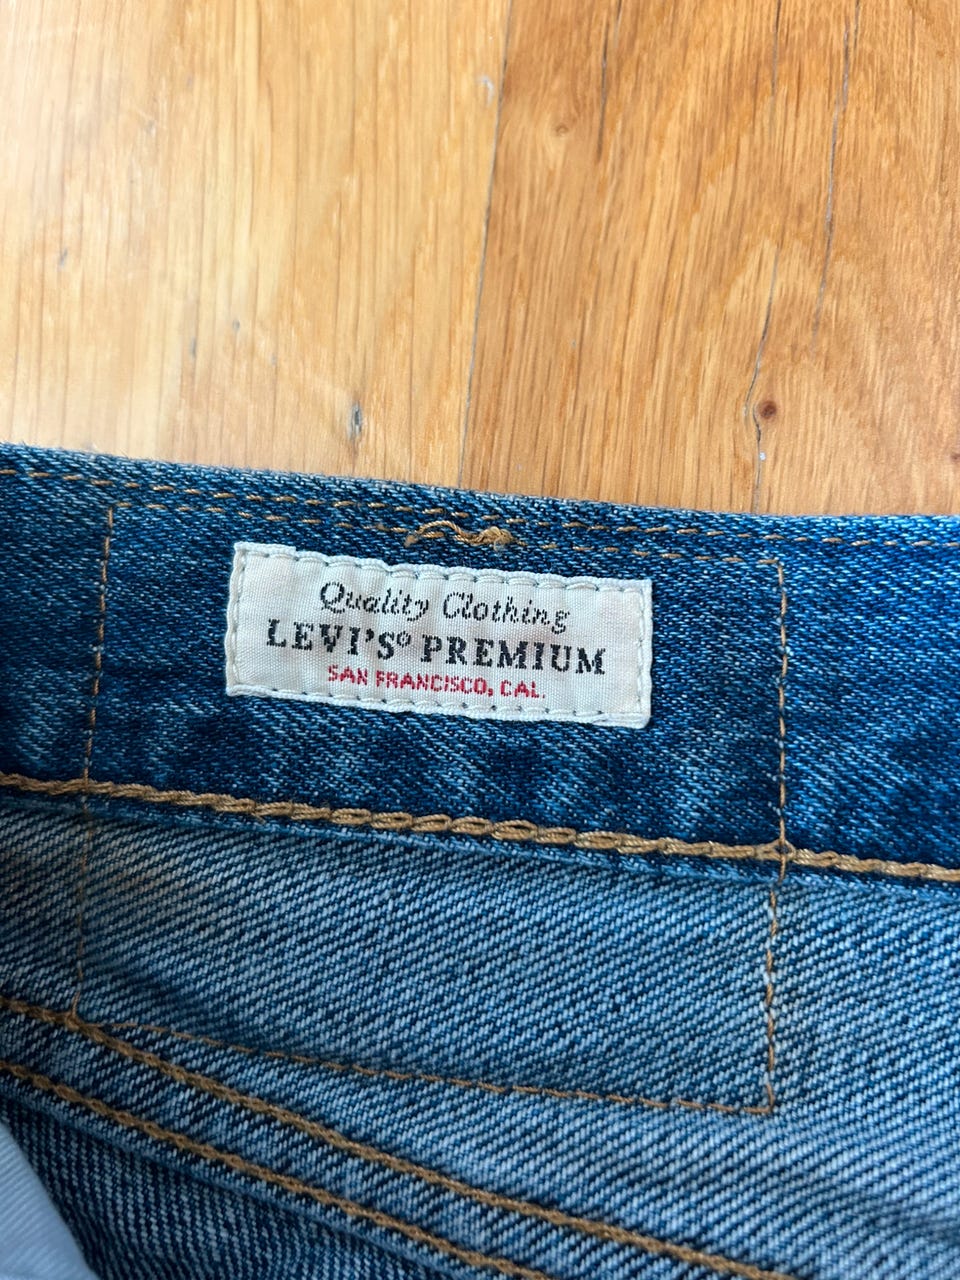 Quality Clothing
LEVI'S® PREMIUM
SAN FRANCISCO, CAL.